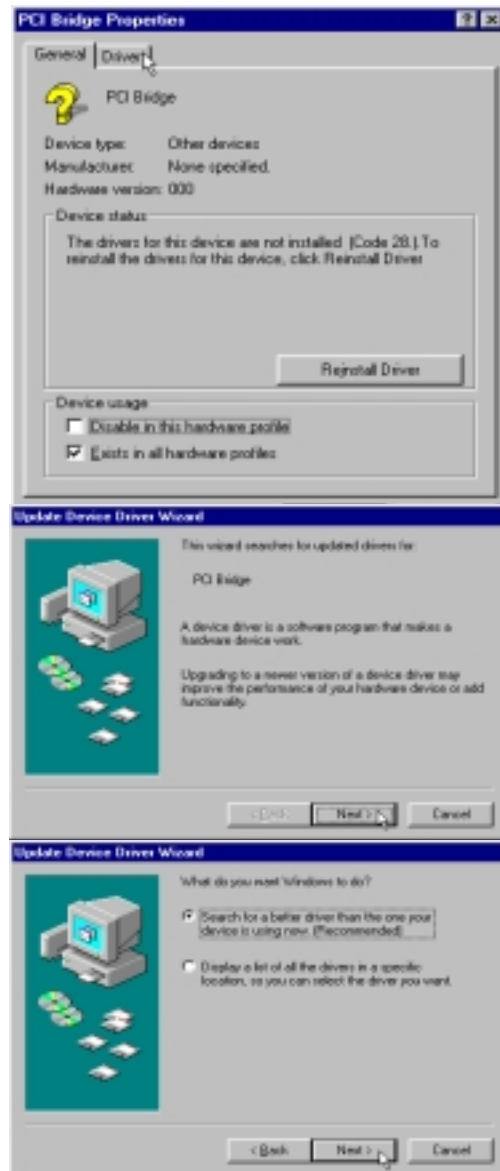 PCI Bridge Properties
General
Driver
PCI Bridge
Device type: Other devices
Manufacturer: None specified.
Hardware version: 000
Device status
The drivers for this device are not installed (Code 28.).To
reinstall the drivers for this device, click Reinstall Driver
Reinstall Driver
Device usage
Disable in this hardware profile
Exists in all hardware profiles
Update Device Driver Wizard
This wizard searches for updated drivers for:
PCI Bridge
A device driver is a software program that makes a
hardware device work.
Upgrading to a newer version of a device driver may
improve the performance of your hardware device or add
functionality.
< Back
Next >
Cancel
Update Device Driver Wizard
What do you want Windows to do?
Search for a better driver than the one your
device is using now. (Recommended)
Display a list of all the drivers in a specific
location, so you can select the driver you want.
< Back
Next >
Cancel